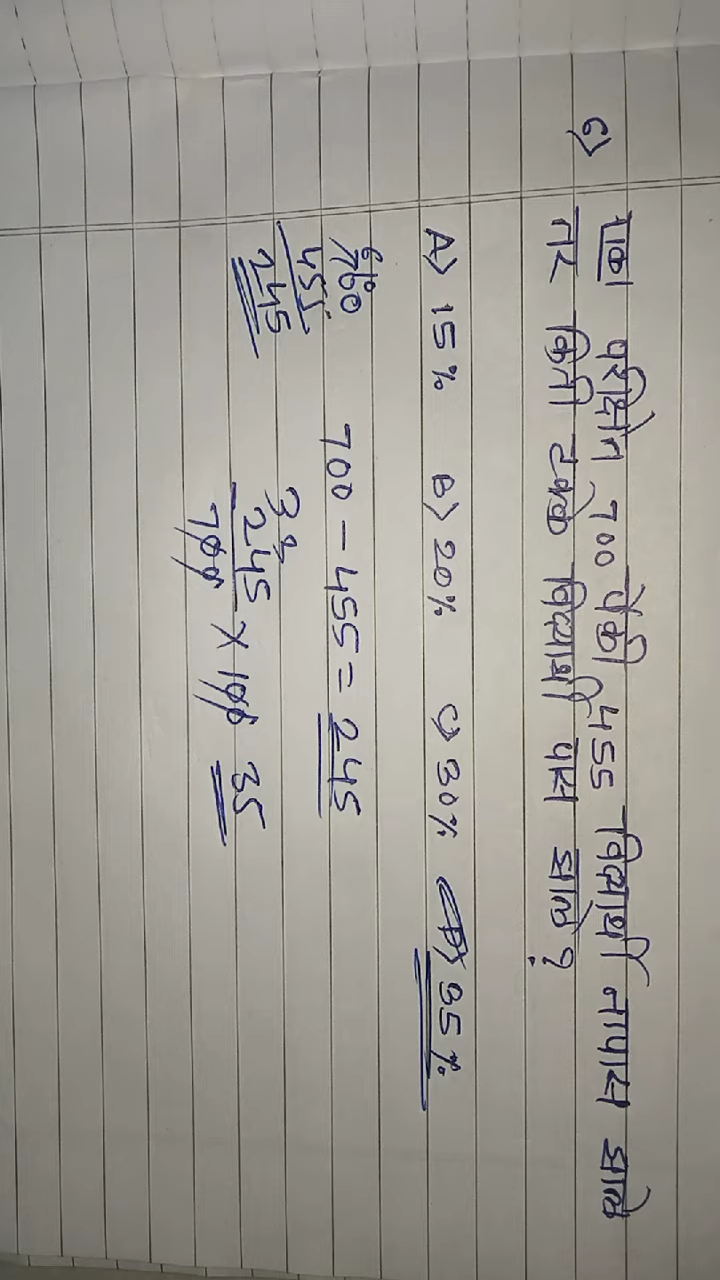 6) एका परीक्षेत 700 पैकी 455 विद्यार्थी नापास झाले
तर किती टक्के विद्यार्थी पास झाले?
A) 15% B) 20% C) 30% D) 35%
700
455
245
700 - 455 = 245
245
700 × 100 35